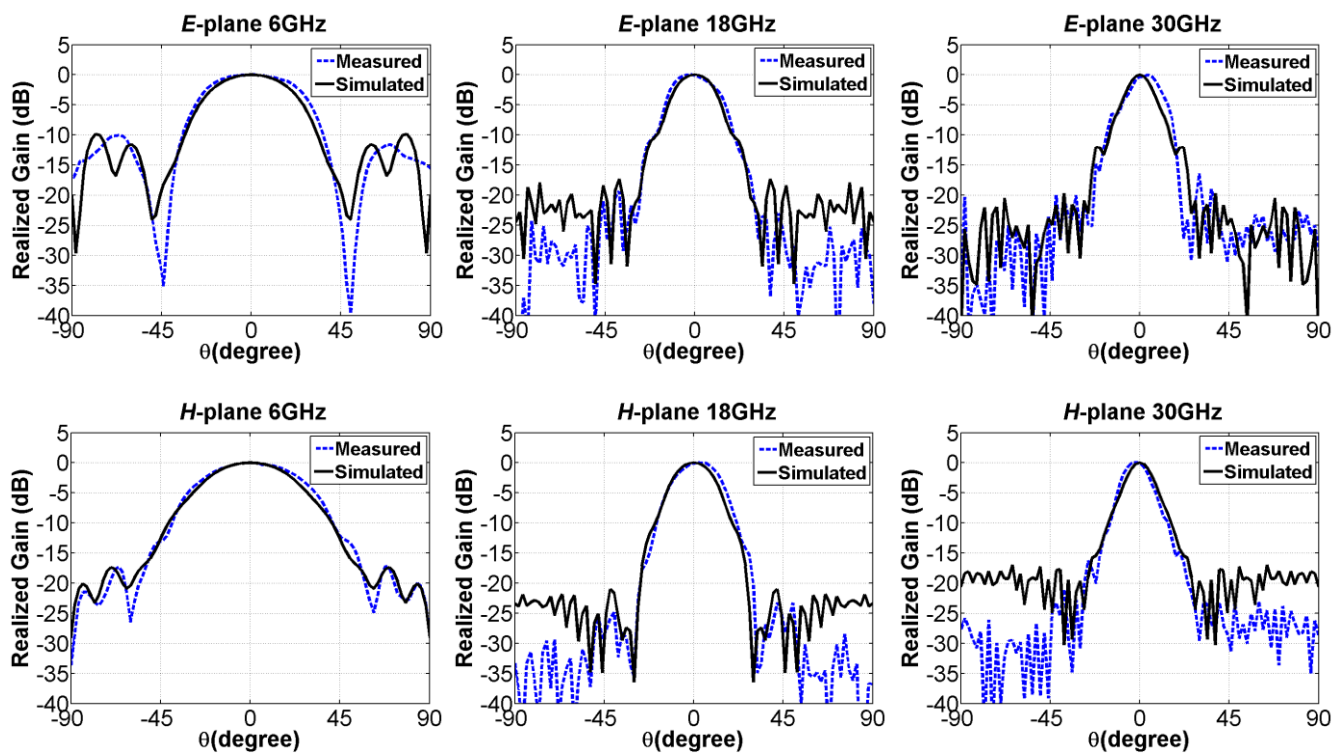 E-plane 6GHz
5
0
-5
-10
-15
-20
-25
-30
-35
-40
Realized Gain (dB)
Measured
Simulated
-90 -45 0 45 90
θ(degree)
E-plane 18GHz
5
0
-5
-10
-15
-20
-25
-30
-35
-40
Realized Gain (dB)
Measured
Simulated
-90 -45 0 45 90
θ(degree)
E-plane 30GHz
5
0
-5
-10
-15
-20
-25
-30
-35
-40
Realized Gain (dB)
Measured
Simulated
-90 -45 0 45 90
θ(degree)
H-plane 6GHz
5
0
-5
-10
-15
-20
-25
-30
-35
-40
Realized Gain (dB)
Measured
Simulated
-90 -45 0 45 90
θ(degree)
H-plane 18GHz
5
0
-5
-10
-15
-20
-25
-30
-35
-40
Realized Gain (dB)
Measured
Simulated
-90 -45 0 45 90
θ(degree)
H-plane 30GHz
5
0
-5
-10
-15
-20
-25
-30
-35
-40
Realized Gain (dB)
Measured
Simulated
-90 -45 0 45 90
θ(degree)